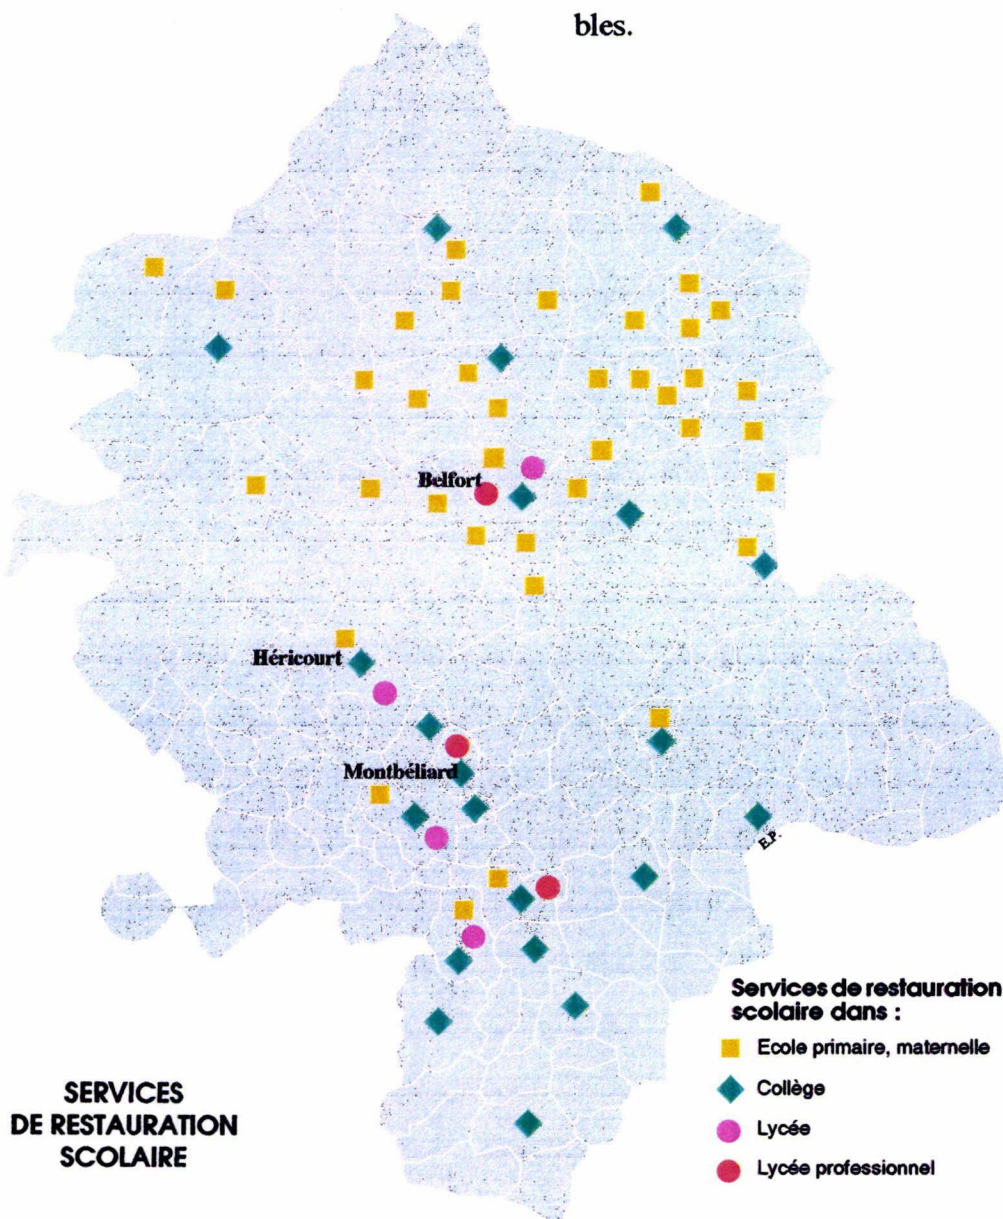 bles.
Belfort
Héricourt
Montbéliard
E.P.
Services de restauration
scolaire dans :
Ecole primaire, maternelle
Collège
Lycée
Lycée professionnel
SERVICES
DE RESTAURATION
SCOLAIRE